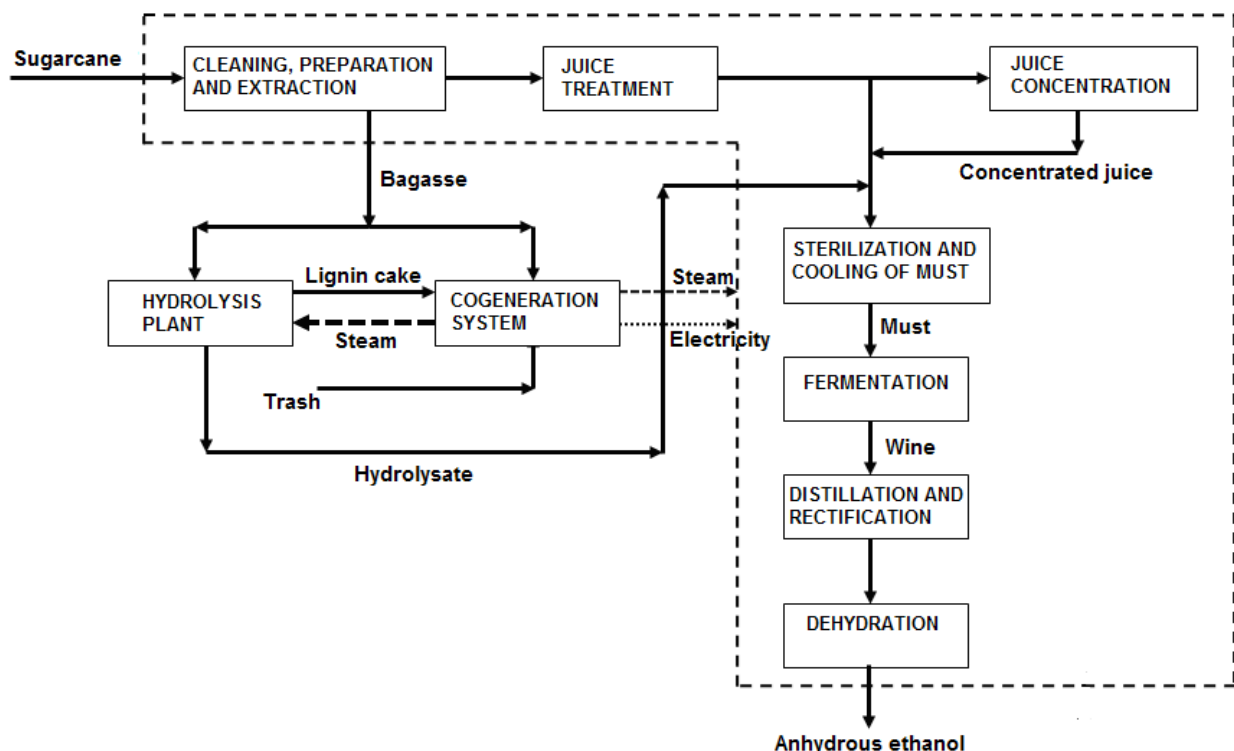 Sugarcane
CLEANING, PREPARATION
AND EXTRACTION
JUICE
TREATMENT
JUICE
CONCENTRATION
Bagasse
Concentrated juice
STERILIZATION AND
COOLING OF MUST
Lignin cake
Steam
HYDROLYSIS
PLANT
COGENERATION
SYSTEM
Steam
Electricity
Must
Trash
FERMENTATION
Wine
Hydrolysate
DISTILLATION AND
RECTIFICATION
DEHYDRATION
Anhydrous ethanol